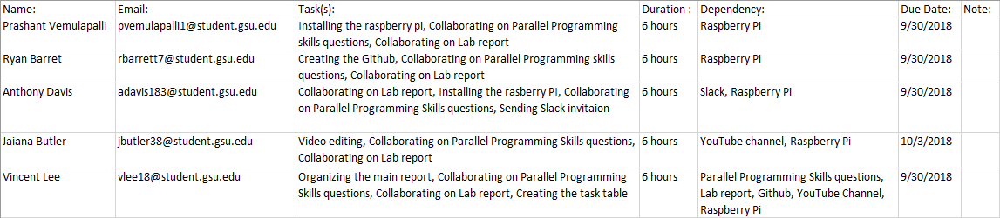 Name: Email: Task(s): Duration : Dependency: Due Date: Note:
Prashant Vemulapalli pvemulapalli1@student.gsu.edu Installing the raspberry pi, Collaborating on Parallel Programming 6 hours Raspberry Pi 9/30/2018
skills questions, Collaborating on Lab report
Ryan Barret rbarrett7@student.gsu.edu Creating the Github, Collaborating on Parallel Programming skills 6 hours Raspberry Pi 9/30/2018
questions, Collaborating on Lab report
Anthony Davis adavis183@student.gsu.edu Collaborating on Lab report, Installing the rasberry PI, Collaborating 6 hours Slack, Raspberry Pi 9/30/2018
on Parallel Programming Skills questions, Sending Slack invitaion
Jaiana Butler jbutler38@student.gsu.edu Video editing, Collaborating on Parallel Programming Skills questions, 6 hours YouTube channel, Raspberry Pi 10/3/2018
Collaborating on Lab report
Vincent Lee vlee18@student.gsu.edu Organizing the main report, Collaborating on Parallel Programming 6 hours Parallel Programming Skills questions, 9/30/2018
Skills questions, Collaborating on Lab report, Creating the task table Lab report, Github, YouTube Channel,
Raspberry Pi